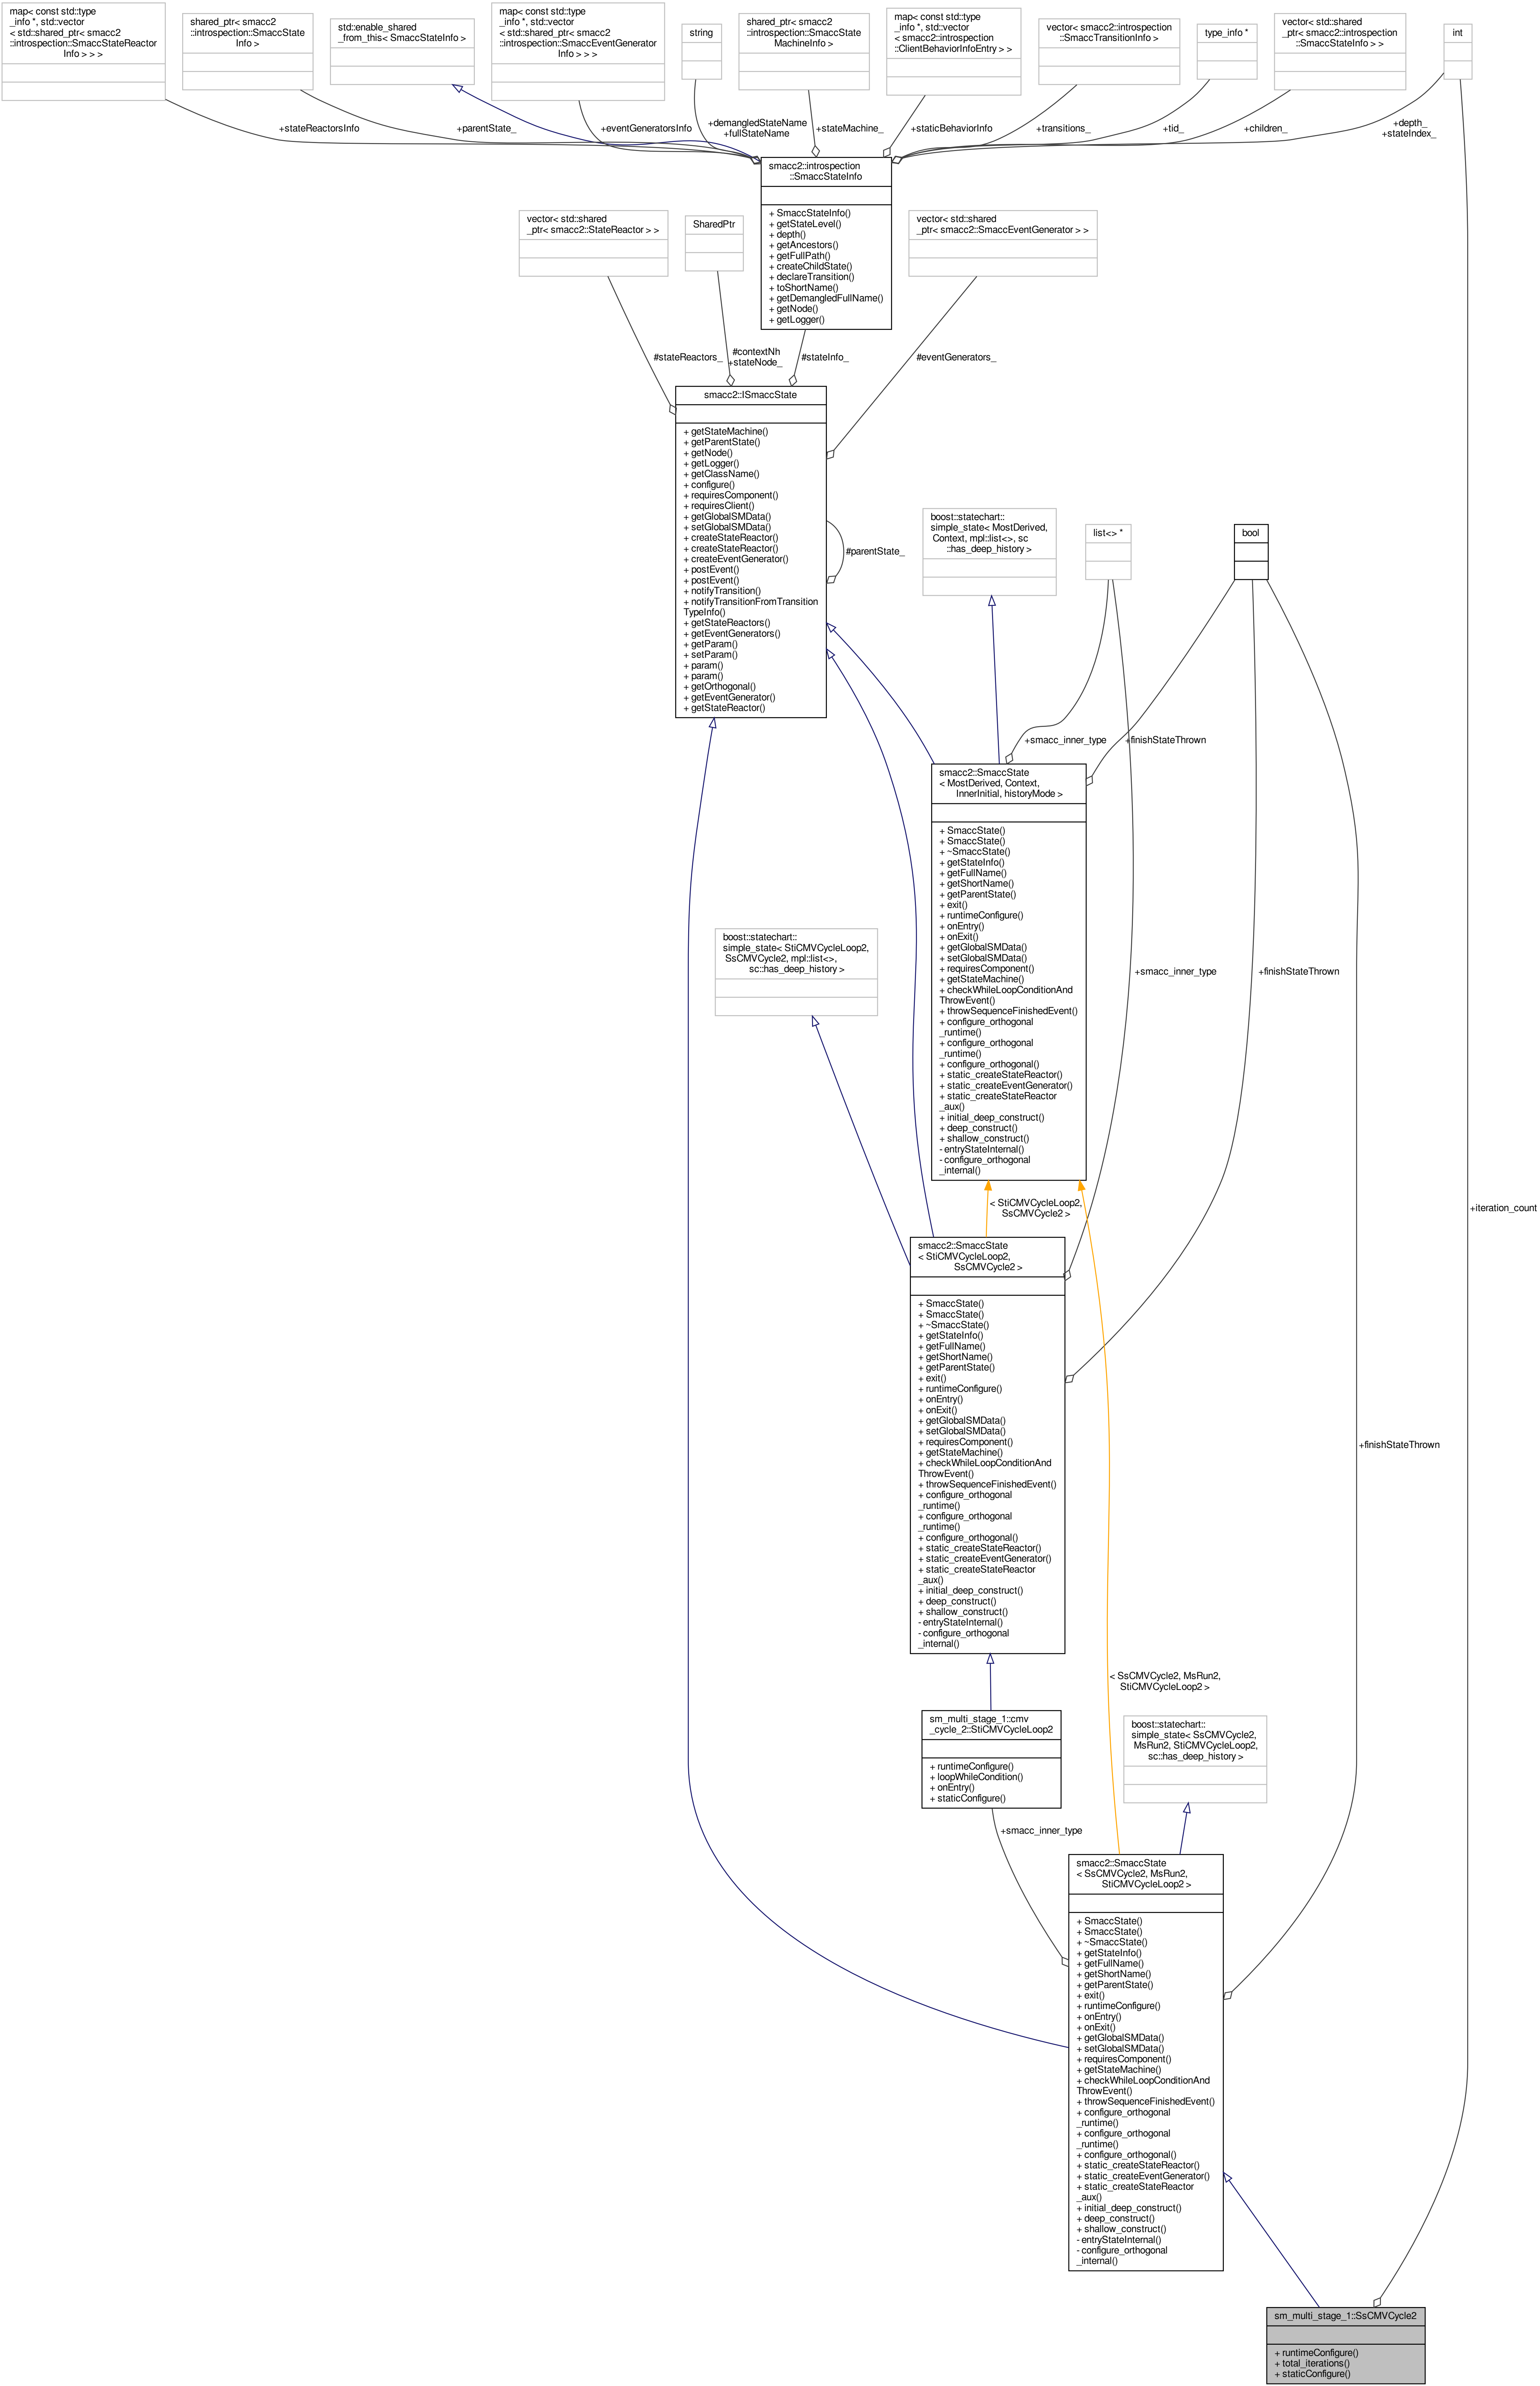 map< const std::type
_info *, std::vector
< std::shared_ptr< smacc2
::introspection::SmaccStateReactor
Info > > >
shared_ptr< smacc2
::introspection::SmaccState
Info >
std::enable_shared
_from_this< SmaccStateInfo >
map< const std::type
_info *, std::vector
< std::shared_ptr< smacc2
::introspection::SmaccEventGenerator
Info > > >
string
shared_ptr< smacc2
::introspection::SmaccState
MachineInfo >
map< const std::type
_info *, std::vector
< smacc2::introspection
::ClientBehaviorInfoEntry > >
vector< smacc2::introspection
::SmaccTransitionInfo >
type_info *
vector< std::shared
_ptr< smacc2::introspection
::SmaccStateInfo > >
int
+stateReactorsInfo
+parentState_
+eventGeneratorsInfo
+demangledStateName
+fullStateName
+stateMachine_
+staticBehaviorInfo
+transitions_
+tid_
+children_
+depth_
+stateIndex_
smacc2::introspection
::SmaccStateInfo
+ SmaccStateInfo()
+ getStateLevel()
+ depth()
+ getAncestors()
+ getFullPath()
+ createChildState()
+ declareTransition()
+ toShortName()
+ getDemangledFullName()
+ getNode()
+ getLogger()
vector< std::shared
_ptr< smacc2::StateReactor > >
SharedPtr
vector< std::shared
_ptr< smacc2::SmaccEventGenerator > >
#stateReactors_
#contextNh
+stateNode_
#stateInfo_
#eventGenerators_
smacc2::ISmaccState
+ getStateMachine()
+ getParentState()
+ getNode()
+ getLogger()
+ getClassName()
+ configure()
+ requiresComponent()
+ requiresClient()
+ getGlobalSMData()
+ setGlobalSMData()
+ createStateReactor()
+ createStateReactor()
+ createEventGenerator()
+ postEvent()
+ postEvent()
+ notifyTransition()
+ notifyTransitionFromTransition
TypeInfo()
+ getStateReactors()
+ getEventGenerators()
+ getParam()
+ setParam()
+ param()
+ param()
+ getOrthogonal()
+ getEventGenerator()
+ getStateReactor()
#parentState_
boost::statechart::
simple_state< MostDerived,
Context, mpl::list<>, sc
::has_deep_history >
list<> *
bool
+smacc_inner_type
+finishStateThrown
smacc2::SmaccState
< MostDerived, Context,
InnerInitial, historyMode >
+ SmaccState()
+ SmaccState()
+ ~SmaccState()
+ getStateInfo()
+ getFullName()
+ getShortName()
+ getParentState()
+ exit()
+ runtimeConfigure()
+ onEntry()
+ onExit()
+ getGlobalSMData()
+ setGlobalSMData()
+ requiresComponent()
+ getStateMachine()
+ checkWhileLoopConditionAnd
ThrowEvent()
+ throwSequenceFinishedEvent()
+ configure_orthogonal
_runtime()
+ configure_orthogonal
_runtime()
+ configure_orthogonal()
+ static_createStateReactor()
+ static_createEventGenerator()
+ static_createStateReactor
_aux()
+ initial_deep_construct()
+ deep_construct()
+ shallow_construct()
- entryStateInternal()
- configure_orthogonal
_internal()
boost::statechart::
simple_state< StiCMVCycleLoop2,
SsCMVCycle2, mpl::list<>,
sc::has_deep_history >
+smacc_inner_type
+finishStateThrown
< StiCMVCycleLoop2,
SsCMVCycle2 >
+iteration_count
smacc2::SmaccState
< StiCMVCycleLoop2,
SsCMVCycle2 >
+ SmaccState()
+ SmaccState()
+ ~SmaccState()
+ getStateInfo()
+ getFullName()
+ getShortName()
+ getParentState()
+ exit()
+ runtimeConfigure()
+ onEntry()
+ onExit()
+ getGlobalSMData()
+ setGlobalSMData()
+ requiresComponent()
+ getStateMachine()
+ checkWhileLoopConditionAnd
ThrowEvent()
+ throwSequenceFinishedEvent()
+ configure_orthogonal
_runtime()
+ configure_orthogonal
_runtime()
+ configure_orthogonal()
+ static_createStateReactor()
+ static_createEventGenerator()
+ static_createStateReactor
_aux()
+ initial_deep_construct()
+ deep_construct()
+ shallow_construct()
- entryStateInternal()
- configure_orthogonal
_internal()
+finishStateThrown
< SsCMVCycle2, MsRun2,
StiCMVCycleLoop2 >
sm_multi_stage_1::cmv
_cycle_2::StiCMVCycleLoop2
+ runtimeConfigure()
+ loopWhileCondition()
+ onEntry()
+ staticConfigure()
boost::statechart::
simple_state< SsCMVCycle2,
MsRun2, StiCMVCycleLoop2,
sc::has_deep_history >
+smacc_inner_type
smacc2::SmaccState
< SsCMVCycle2, MsRun2,
StiCMVCycleLoop2 >
+ SmaccState()
+ SmaccState()
+ ~SmaccState()
+ getStateInfo()
+ getFullName()
+ getShortName()
+ getParentState()
+ exit()
+ runtimeConfigure()
+ onEntry()
+ onExit()
+ getGlobalSMData()
+ setGlobalSMData()
+ requiresComponent()
+ getStateMachine()
+ checkWhileLoopConditionAnd
ThrowEvent()
+ throwSequenceFinishedEvent()
+ configure_orthogonal
_runtime()
+ configure_orthogonal
_runtime()
+ configure_orthogonal()
+ static_createStateReactor()
+ static_createEventGenerator()
+ static_createStateReactor
_aux()
+ initial_deep_construct()
+ deep_construct()
+ shallow_construct()
- entryStateInternal()
- configure_orthogonal
_internal()
sm_multi_stage_1::SsCMVCycle2
+ runtimeConfigure()
+ total_iterations()
+ staticConfigure()